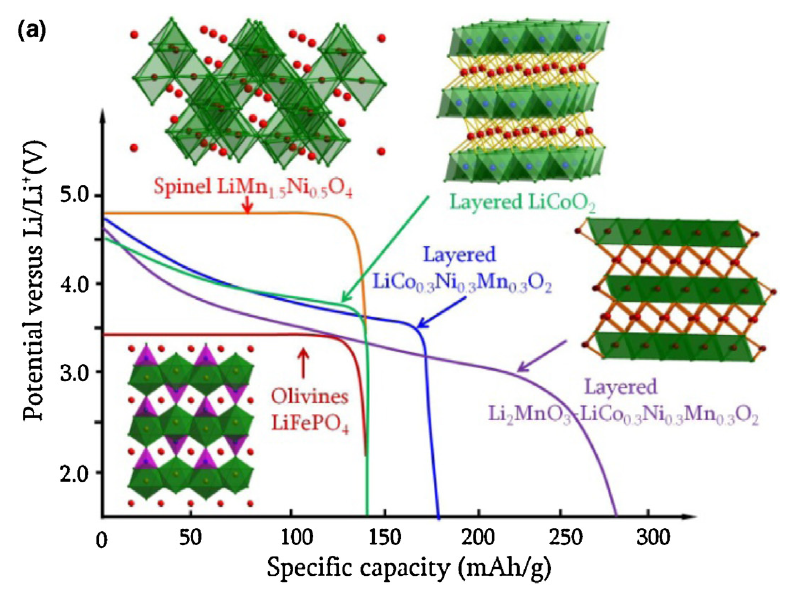 (a)
Potential versus Li/Li⁺(V)
5.0
4.0
3.0
2.0
Spinel LiMn₁.₅Ni₀.₅O₄
Layered LiCoO₂
Layered
LiCo₀.₃Ni₀.₃Mn₀.₃O₂
Olivines
LiFePO₄
Layered
Li₂MnO₃-LiCo₀.₃Ni₀.₃Mn₀.₃O₂
0 50 100 150 200 250 300
Specific capacity (mAh/g)